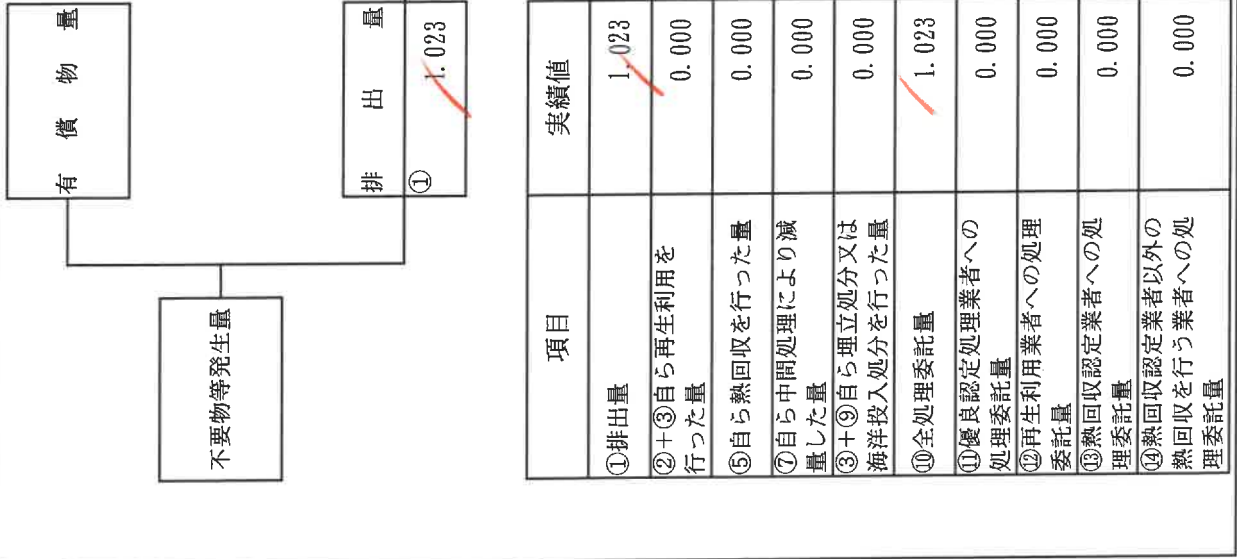 有償物量
不要物等発生量
排出量
①
1.023
項目 実績値
①排出量 1.023
②+③自ら再生利用を
行った量 0.000
⑤自ら熱回収を行った量 0.000
⑦自ら中間処理により減
量した量 0.000
③+⑨自ら埋立処分又は
海洋投入処分を行った量 0.000
⑩全処理委託量 1.023
⑪優良認定処理業者への
処理委託量 0.000
⑫再生利用業者への処理
委託量 0.000
⑬熱回収認定業者への処
理委託量 0.000
⑭熱回収認定業者以外の
熱回収を行う業者への処
理委託量 0.000